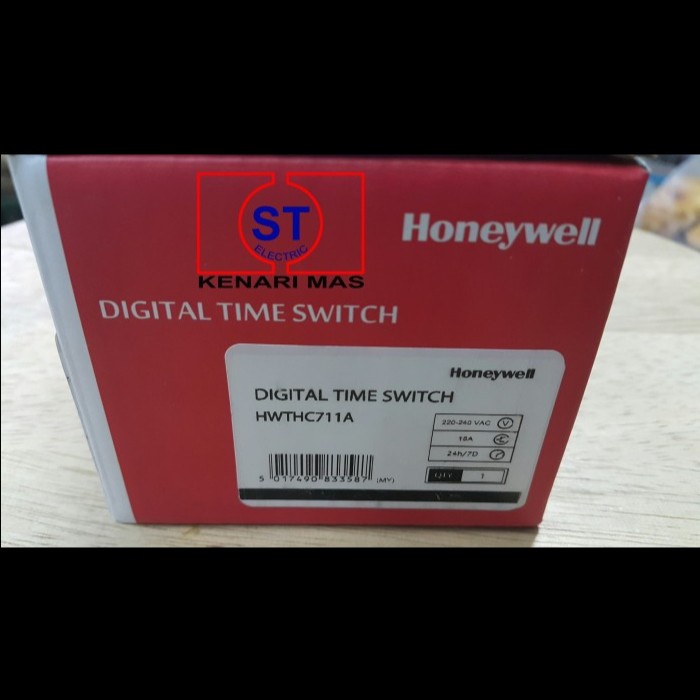 ST
ELECTRIC
KENARI MAS
Honeywell
DIGITAL TIME SWITCH
Honeywell
DIGITAL TIME SWITCH
HWTHC711A
220-240 VAC V
16A
24h/7D
QTY 1
5 017490 833587 (MY)